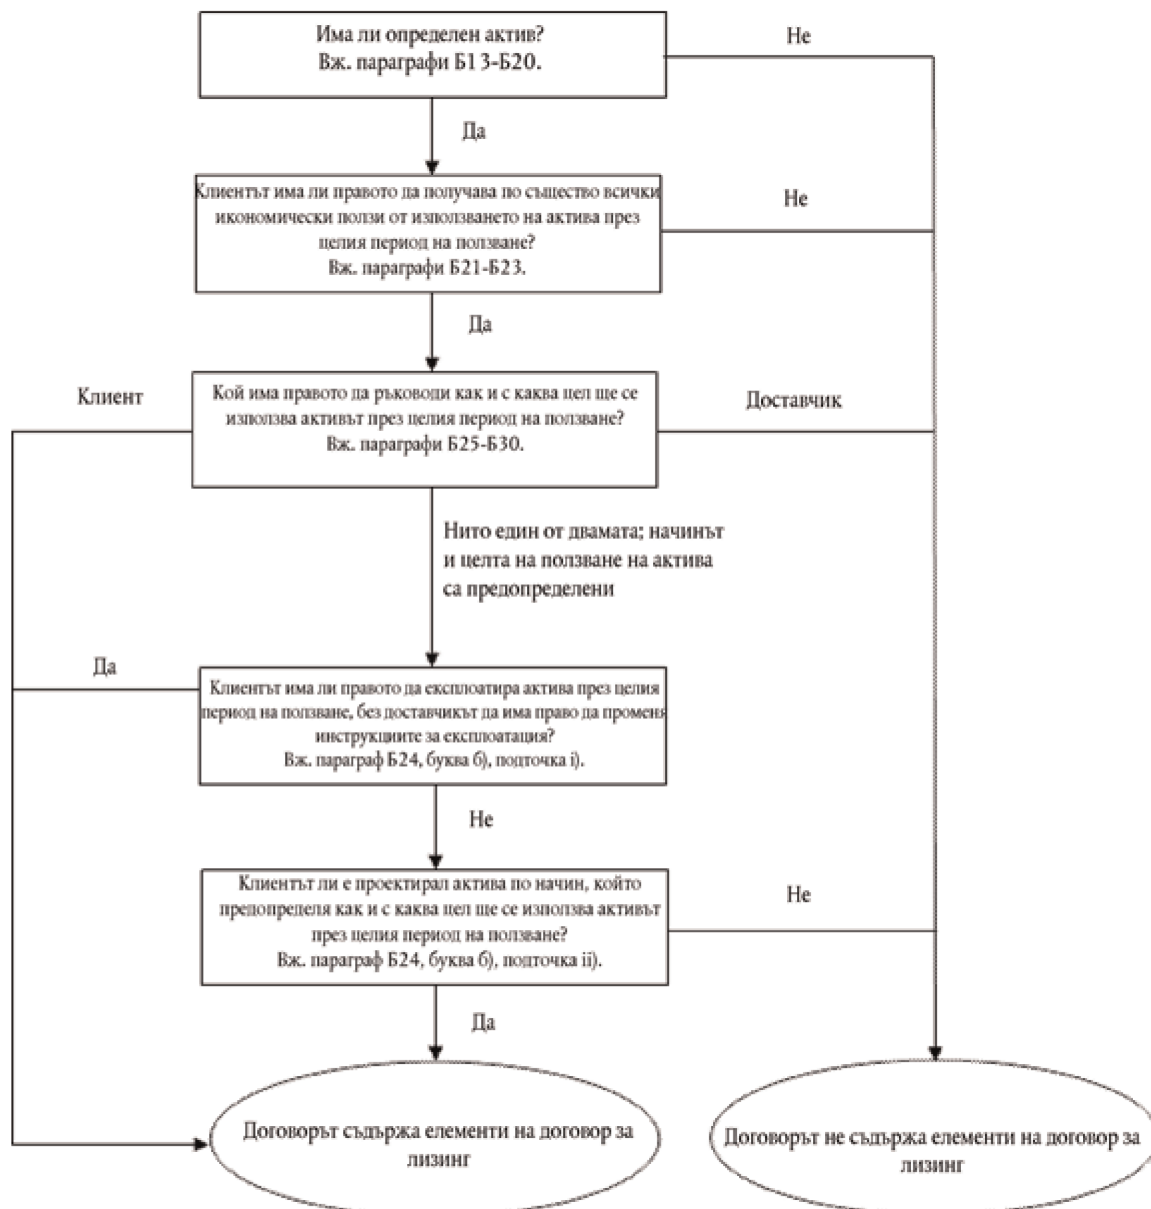 Има ли определен актив?
Вж. параграфи Б13-Б20.
Не
Да
Клиентът има ли правото да получава по същество всички
икономически ползи от използването на актива през
целия период на ползване?
Вж. параграфи Б21-Б23.
Не
Да
Клиент
Кой има правото да ръководи как и с каква цел ще се
използва активът през целия период на ползване?
Вж. параграфи Б25-Б30.
Доставчик
Нито един от двамата; начинът
и целта на ползване на актива
са предопределени
Да
Клиентът има ли правото да експлоатира актива през целия
период на ползване, без доставчикът да има право да променя
инструкциите за експлоатация?
Вж. параграф Б24, буква б), подточка i).
Не
Клиентът ли е проектирал актива по начин, който
предопределя как и с каква цел ще се използва активът
през целия период на ползване?
Вж. параграф Б24, буква б), подточка ii).
Не
Да
Договорът съдържа елементи на договор за
лизинг
Договорът не съдържа елементи на договор за
лизинг